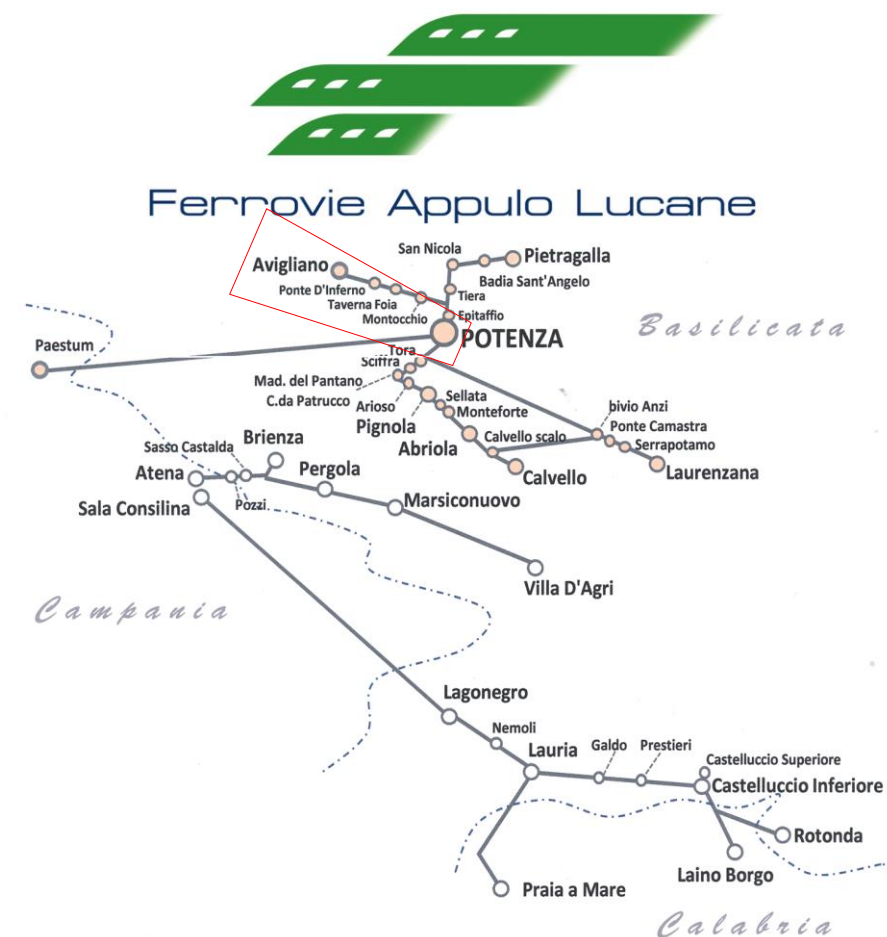 Ferrovie Appulo Lucane
San Nicola
Pietragalla
Avigliano
Badia Sant'Angelo
Ponte D'Inferno
Tiera
Taverna Foia
Montocchio
Epitaffio
Basilicata
POTENZA
Paestum
Tora
Sciffra
Mad. del Pantano
C.da Patrucco
Arioso
Sellata
Monteforte
Pignola
bivio Anzi
Ponte Camastra
Serrapotamo
Abriola
Calvello scalo
Laurenzana
Calvello
Brienza
Sasso Castalda
Atena
Pergola
Pozzi
Marsiconuovo
Sala Consilina
Villa D'Agri
Campania
Lagonegro
Nemoli
Lauria
Galdo
Prestieri
Castelluccio Superiore
Castelluccio Inferiore
Rotonda
Laino Borgo
Praia a Mare
Calabria